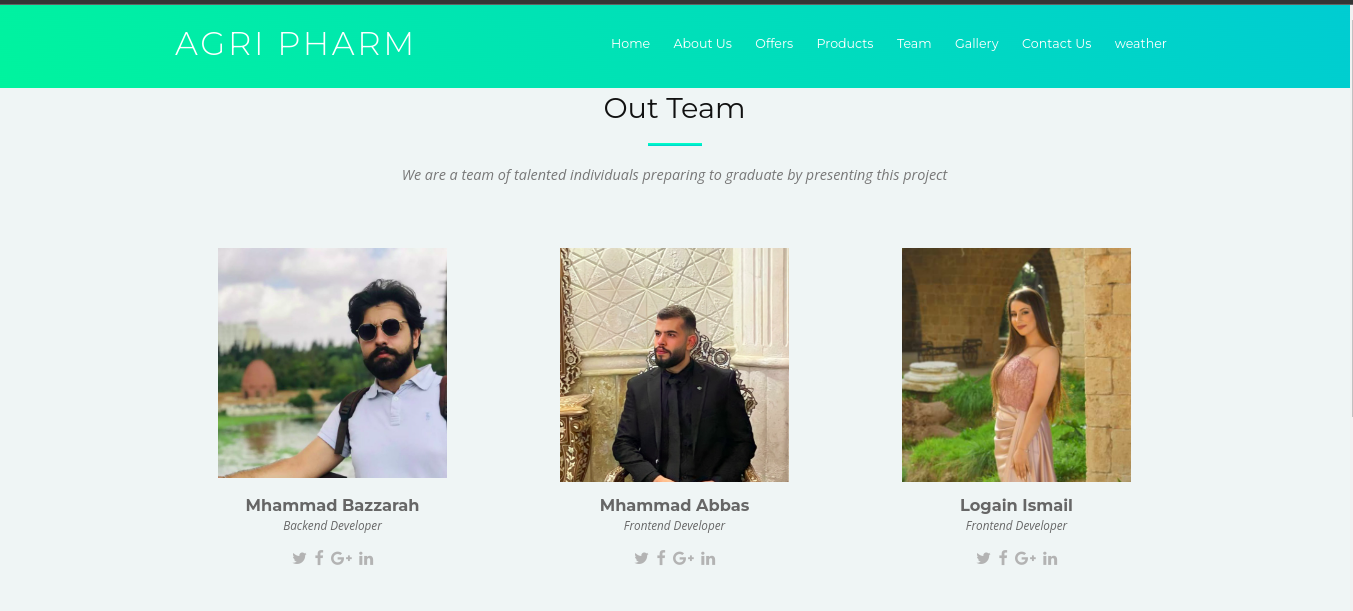 AGRI PHARM
Home About Us Offers Products Team Gallery Contact Us weather
Out Team
We are a team of talented individuals preparing to graduate by presenting this project
Mhammad Bazzarah Mhammad Abbas Logain Ismail
Backend Developer Frontend Developer Frontend Developer